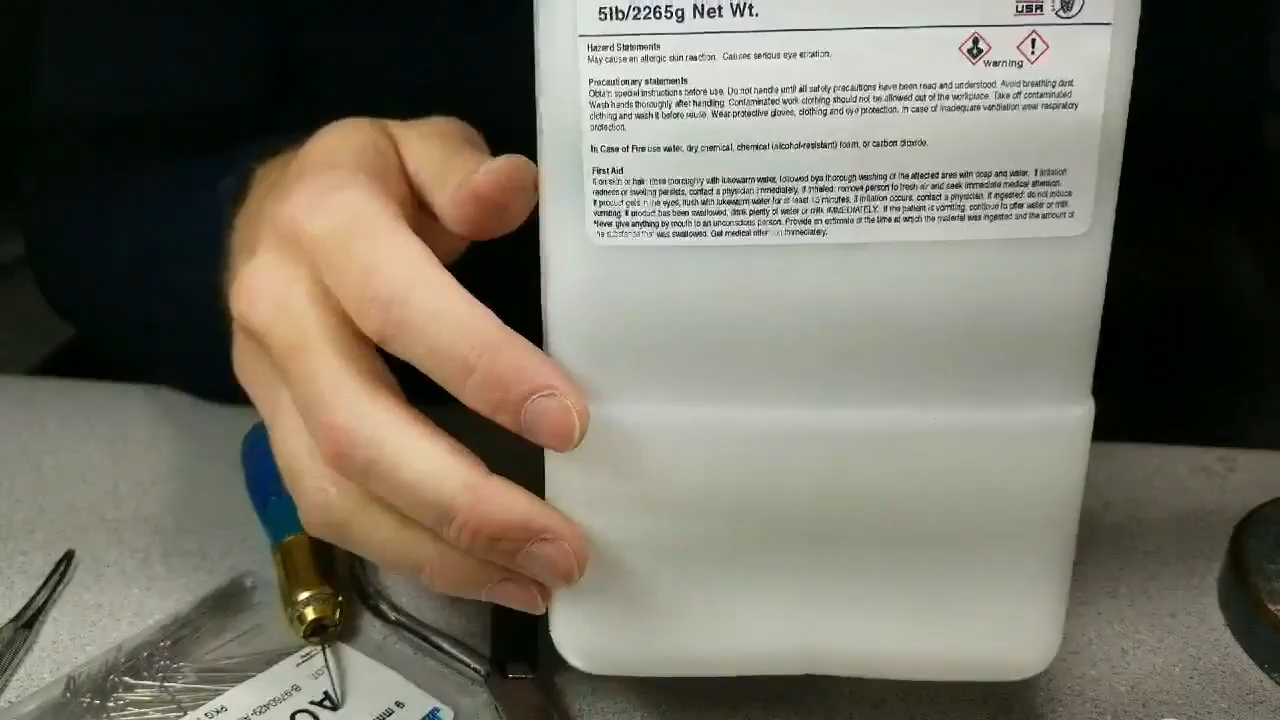 5lb/2265g Net Wt.
USA
Hazard Statements
May cause an allergic skin reaction. Causes serious eye irritation.
Warning
Precautionary statements
Obtain special instructions before use. Do not handle until all safety precautions have been read and understood. Avoid breathing dust.
Wash hands thoroughly after handling. Contaminated work clothing should not be allowed out of the workplace. Take off contaminated
clothing and wash it before reuse. Wear protective gloves, clothing and eye protection. In case of inadequate ventilation wear respiratory
protection.
In Case of Fire use water, dry chemical, chemical (alcohol-resistant) foam, or carbon dioxide.
First Aid
If on skin or hair: rinse thoroughly with lukewarm water, followed by a thorough washing of the affected area with soap and water. If irritation
redness or swelling persists, contact a physician immediately. If inhaled: remove person to fresh air and seek immediate medical attention.
If product gets in the eyes, flush with lukewarm water for at least 15 minutes. If irritation occurs, contact a physician. If ingested: do not induce
vomiting. If product has been swallowed, drink plenty of water or milk IMMEDIATELY. If the patient is vomiting, continue to offer water or milk.
Never give anything by mouth to an unconscious person. Provide an estimate of the time at which the material was ingested and the amount of
the substance that was swallowed. Get medical attention immediately.
9 mm
PKG